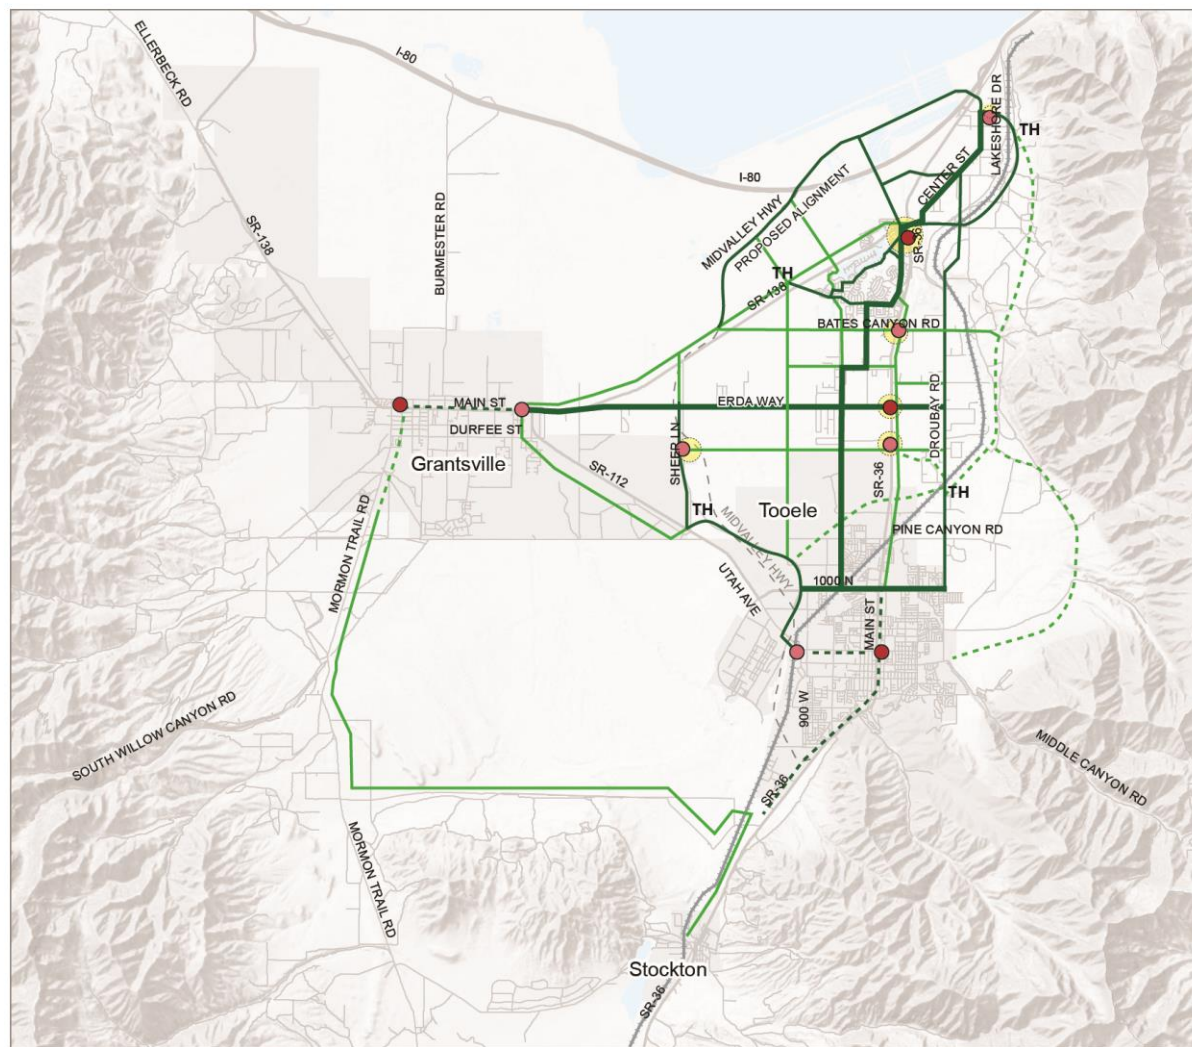 ELLERBECK RD
I-80
LAKESHORE DR
TH
CENTER ST
I-80
MIDVALLEY HWY
PROPOSED ALIGNMENT
SR-138
BURMESTER RD
SR-36
TH
SR-138
BATES CANYON RD
MAIN ST
ERDA WAY
DROUBAY RD
DURFEE ST
Grantsville
SHEEP LN
SR-112
SR-36
TH
MORMON TRAIL RD
TH
Tooele
MIDVALLEY HWY
PINE CANYON RD
UTAH AVE
1000 N
MAIN ST
900 W
SOUTH WILLOW CANYON RD
MIDDLE CANYON RD
SR-36
MORMON TRAIL RD
Stockton
SR-36